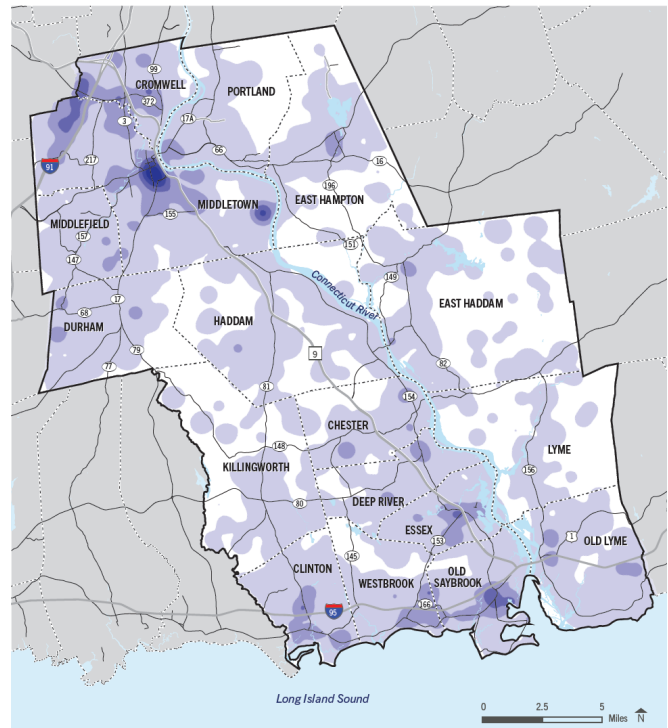 99
CROMWELL
PORTLAND
372
3
17A
66
91
217
16
196
155
MIDDLETOWN
EAST HAMPTON
MIDDLEFIELD
157
151
147
149
Connecticut River
17
EAST HADDAM
68
DURHAM
HADDAM
9
79
77
82
81
154
CHESTER
148
LYME
KILLINGWORTH
156
80
DEEP RIVER
ESSEX
1
OLD LYME
153
145
CLINTON
OLD
SAYBROOK
WESTBROOK
166
95
Long Island Sound
0 2.5 5
Miles N